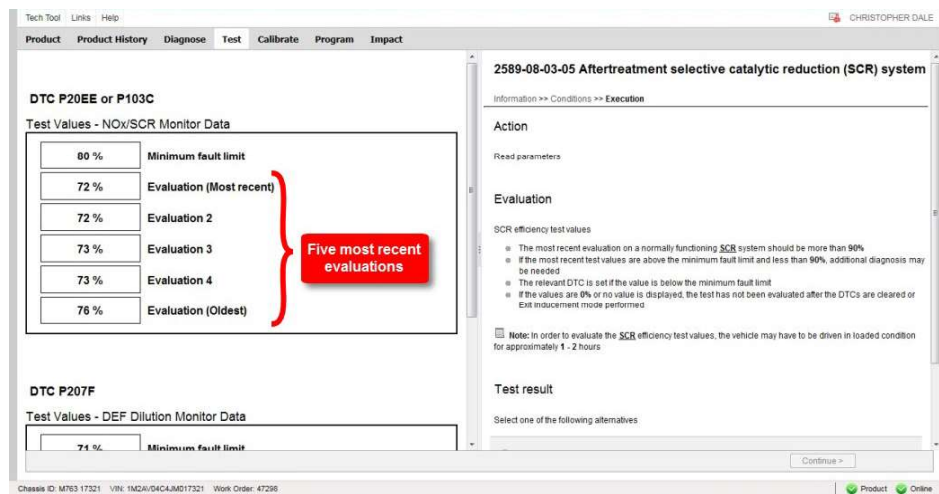 Tech Tool Links Help
CHRISTOPHER DALE
Product Product History Diagnose Test Calibrate Program Impact
DTC P20EE or P103C
Test Values - NOx/SCR Monitor Data
80 % Minimum fault limit
72 % Evaluation (Most recent)
72 % Evaluation 2
73 % Evaluation 3
73 % Evaluation 4
76 % Evaluation (Oldest)
Five most recent
evaluations
DTC P207F
Test Values - DEF Dilution Monitor Data
71 % Minimum fault limit
2589-08-03-05 Aftertreatment selective catalytic reduction (SCR) system
Information >> Conditions >> Execution
Action
Read parameters
Evaluation
SCR efficiency test values
The most recent evaluation on a normally functioning SCR system should be more than 90%
If the most recent test values are above the minimum fault limit and less than 90%, additional diagnosis may
be needed
The relevant DTC is set if the value is below the minimum fault limit
If the values are 0% or no value is displayed, the test has not been evaluated after the DTCs are cleared or
Exit Inducement mode performed
Note: In order to evaluate the SCR efficiency test values, the vehicle may have to be driven in loaded condition
for approximately 1 - 2 hours
Test result
Select one of the following alternatives
Continue >
Chassis ID: M763 17321 VIN: 1M2AV04C4JM017321 Work Order: 47298
Product Online